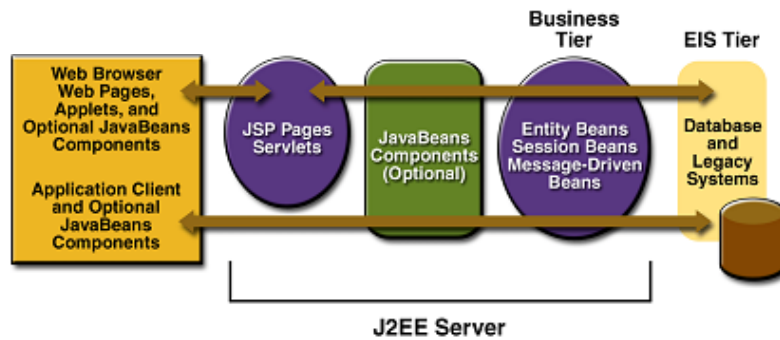 Business
Tier
EIS Tier
Web Browser
Web Pages,
Applets, and
Optional JavaBeans
Components
Application Client
and Optional
JavaBeans
Components
JSP Pages
Servlets
JavaBeans
Components
(Optional)
Entity Beans
Session Beans
Message-Driven
Beans
Database
and
Legacy
Systems
J2EE Server